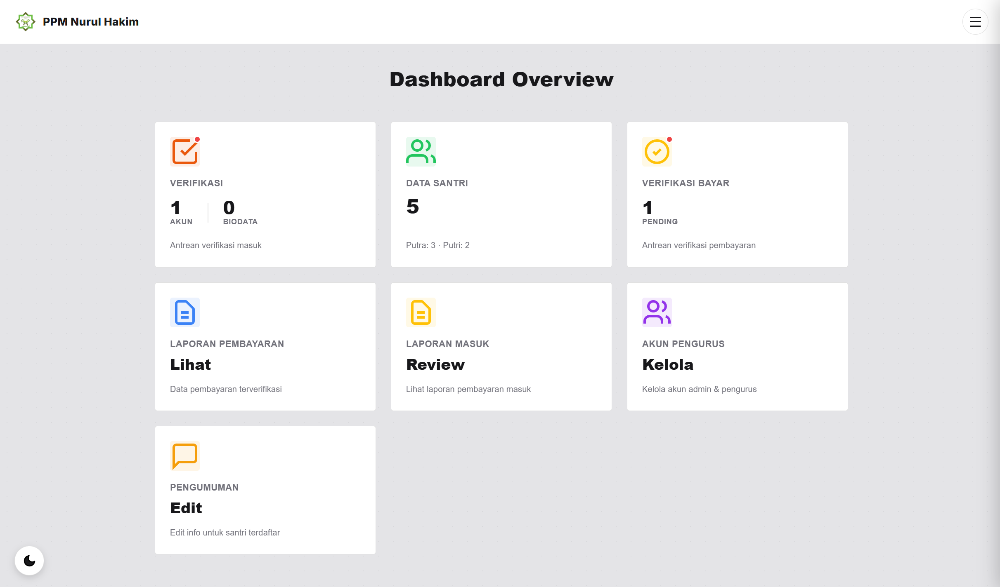 PPM Nurul Hakim
Dashboard Overview
VERIFIKASI
1
AKUN
0
BIODATA
Antrean verifikasi masuk
DATA SANTRI
5
Putra: 3 · Putri: 2
VERIFIKASI BAYAR
1
PENDING
Antrean verifikasi pembayaran
LAPORAN PEMBAYARAN
Lihat
Data pembayaran terverifikasi
LAPORAN MASUK
Review
Lihat laporan pembayaran masuk
AKUN PENGURUS
Kelola
Kelola akun admin & pengurus
PENGUMUMAN
Edit
Edit info untuk santri terdaftar